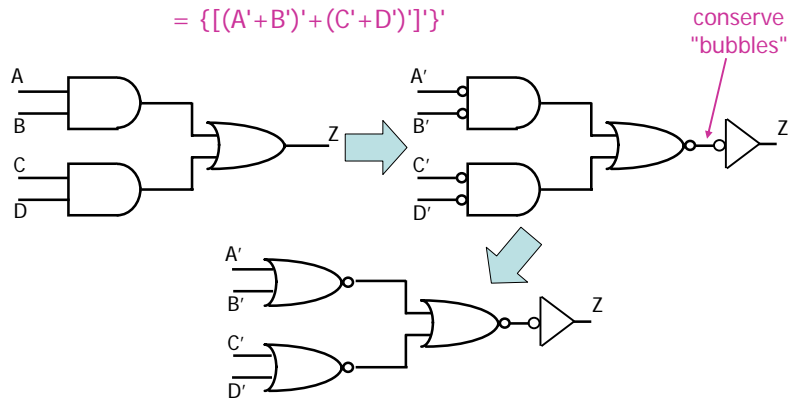 = {[(A'+B')'+(C'+D')']'}'
conserve
"bubbles"
A
B
C
D
Z
A'
B'
C'
D'
Z
A'
B'
C'
D'
Z